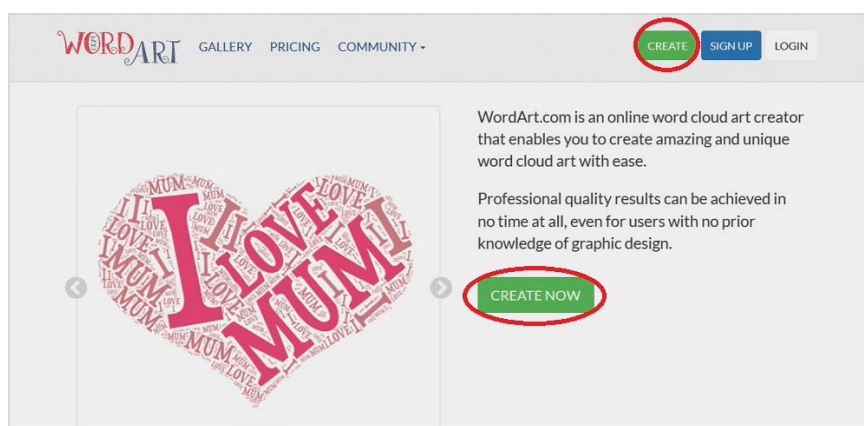 WORDART.COM GALLERY PRICING COMMUNITY CREATE SIGN UP LOGIN
WordArt.com is an online word cloud art creator
that enables you to create amazing and unique
word cloud art with ease.
Professional quality results can be achieved in
no time at all, even for users with no prior
knowledge of graphic design.
I LOVE MUM
CREATE NOW